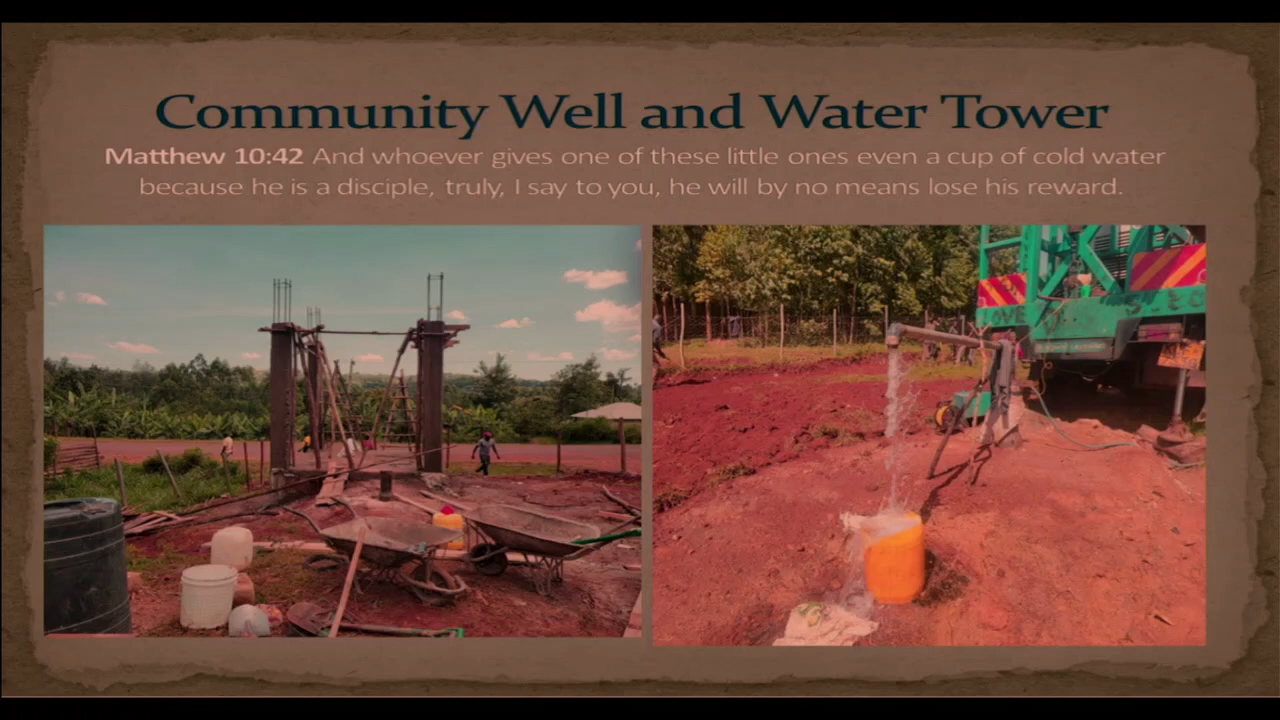 Community Well and Water Tower
Matthew 10:42 And whoever gives one of these little ones even a cup of cold water
because he is a disciple, truly, I say to you, he will by no means lose his reward.